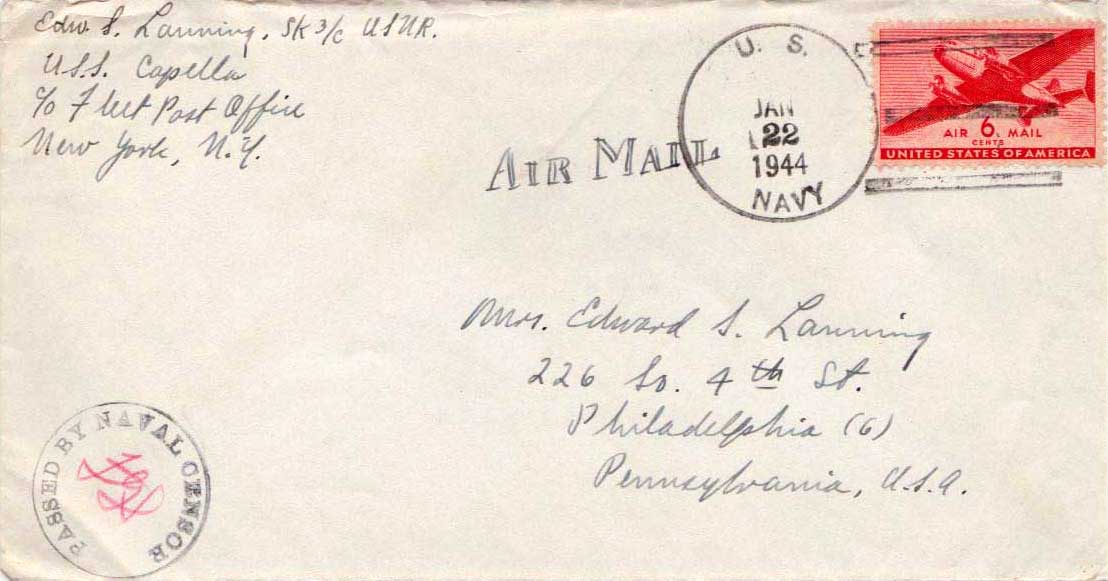 Edw. S. Lanning, SK 3/c USNR.
U.S.S. Capella
c/o Fleet Post Office
New York, N.Y.
AIR MAIL
U. S.
JAN
22
1944
NAVY
AIR 6 MAIL
CENTS
UNITED STATES OF AMERICA
Mrs. Edward S. Lanning
226 So. 4th St.
Philadelphia (6)
Pennsylvania, U.S.A.
PASSED BY NAVAL CENSOR